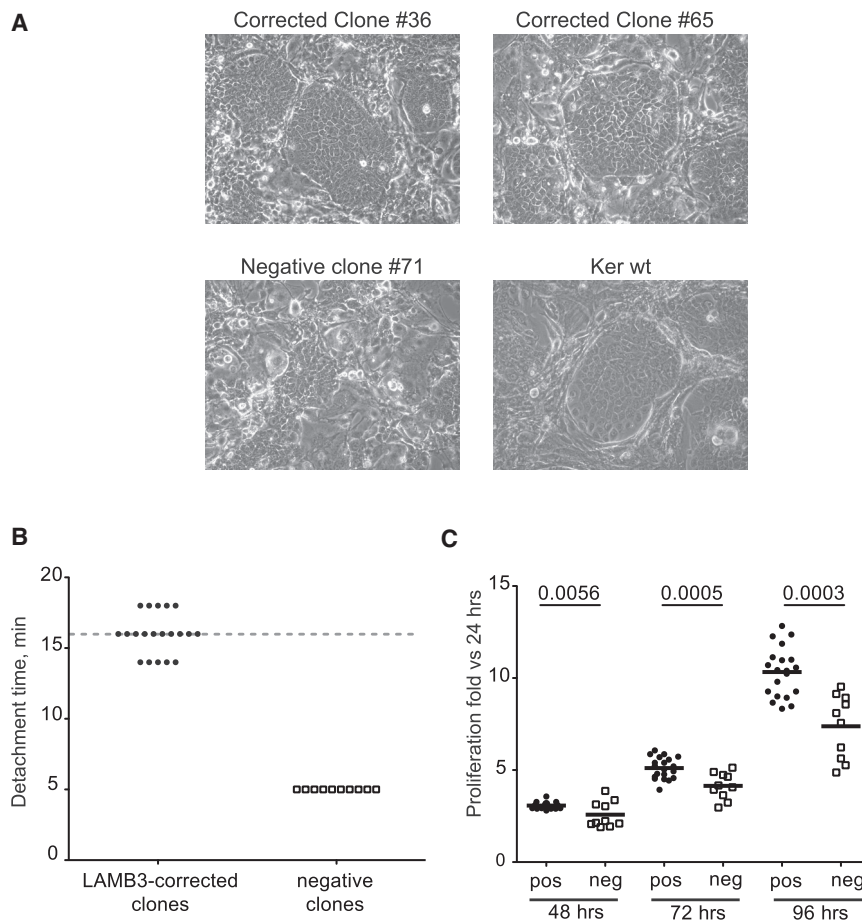 A
Corrected Clone #36
Corrected Clone #65
Negative clone #71
Ker wt
B
Detachment time, min
20
15
10
5
0
LAMB3-corrected
clones
negative
clones
C
Proliferation fold vs 24 hrs
15
10
5
0
0.0056
0.0005
0.0003
pos
neg
pos
neg
pos
neg
48 hrs
72 hrs
96 hrs